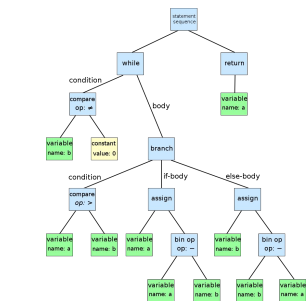 statement
sequence
while
return
condition
body
compare
op: ≠
variable
name: a
variable
name: b
constant
value: 0
branch
condition
if-body
else-body
compare
op: >
assign
assign
variable
name: a
variable
name: b
variable
name: a
bin op
op: −
variable
name: b
bin op
op: −
variable
name: a
variable
name: b
variable
name: b
variable
name: a